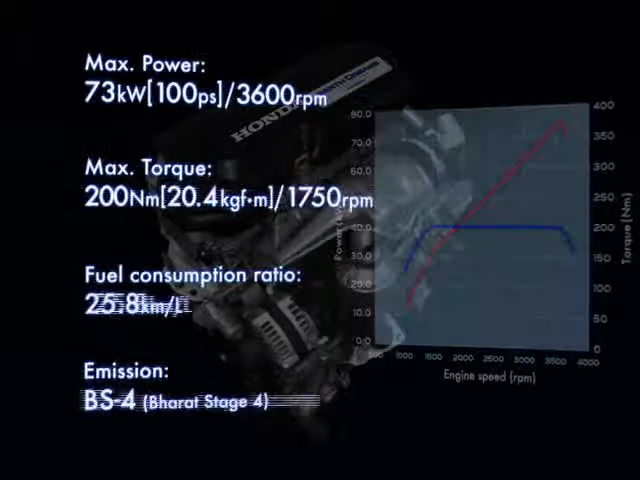 Max. Power:
73kW[100ps]/3600rpm
HONDA
Max. Torque:
200Nm[20.4kgf·m]/1750rpm
Fuel consumption ratio:
25.8km/L
Emission:
BS-4 (Bharat Stage 4)
80.0
70.0
60.0
50.0
40.0
30.0
20.0
10.0
0.0
400
350
300
250
200
150
100
50
0
Torque (Nm)
500 1000 1500 2000 2500 3000 3500 4000
Engine speed (rpm)